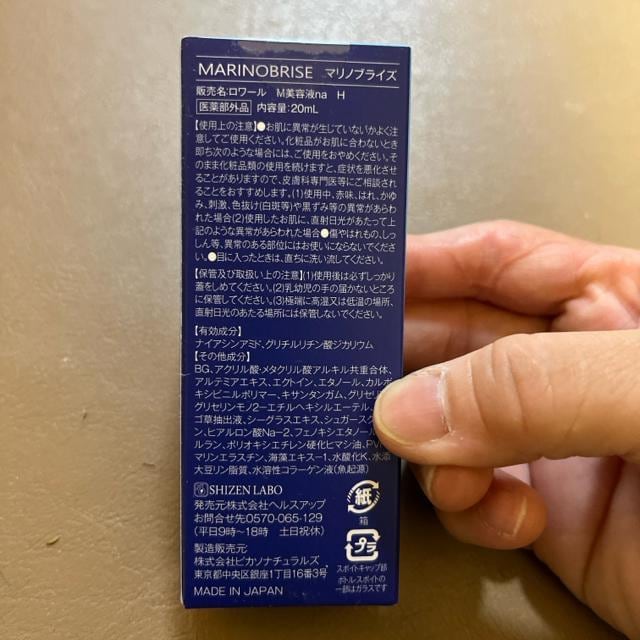 MARINOBRISE マリノブライズ
販売名:ロワール M美容液na H
医薬部外品 内容量:20mL
【使用上の注意】●お肌に異常が生じていないかよく注
意してご使用ください。化粧品がお肌に合わないとき
即ち次のような場合には、ご使用をおやめください。そ
のまま化粧品類の使用を続けますと、症状を悪化させ
ることがありますので、皮膚科専門医等にご相談され
ることをおすすめします。(1)使用中、赤味、はれ、かゆ
み、刺激、色抜け(白斑等)や黒ずみ等の異常があらわ
れた場合(2)使用したお肌に、直射日光があたって上
記のような異常があらわれた場合●傷やはれもの、しっ
しん等、異常のある部位にはお使いにならないでくださ
い。●目に入ったときは、直ちに洗い流してください。
【保管及び取扱い上の注意】(1)使用後は必ずしっかり
蓋をしめてください。(2)乳幼児の手の届かないところ
に保管してください。(3)極端に高温又は低温の場所、
直射日光のあたる場所には保管しないでください。
【有効成分】
ナイアシンアミド、グリチルリチン酸ジカリウム
【その他成分】
BG、アクリル酸・メタクリル酸アルキル共重合体、
アルテミアエキス、エクトイン、エタノール、カルボ
キシビニルポリマー、キサンタンガム、グリセリ
グリセリンモノ2-エチルヘキシルエーテル、
ゴ草抽出液、シーグラスエキス、シュガース
ン、ヒアルロン酸Na-2、フェノキシエタノール
ルラン、ポリオキシエチレン硬化ヒマシ油、PV
マリンエラスチン、海藻エキス-1、水酸化K、水添
大豆リン脂質、水溶性コラーゲン液(魚起源)
SHIZEN LABO
発売元:株式会社ヘルスアップ
お問合せ先:0570-065-129
(平日9時~18時 土日祝休)
製造販売元:
株式会社ピカソナチュラルズ
東京都中央区銀座1丁目16番3号
MADE IN JAPAN
紙
箱
プラ
スポイトキャップ部
ボトル・スポイトの
一部はガラスです